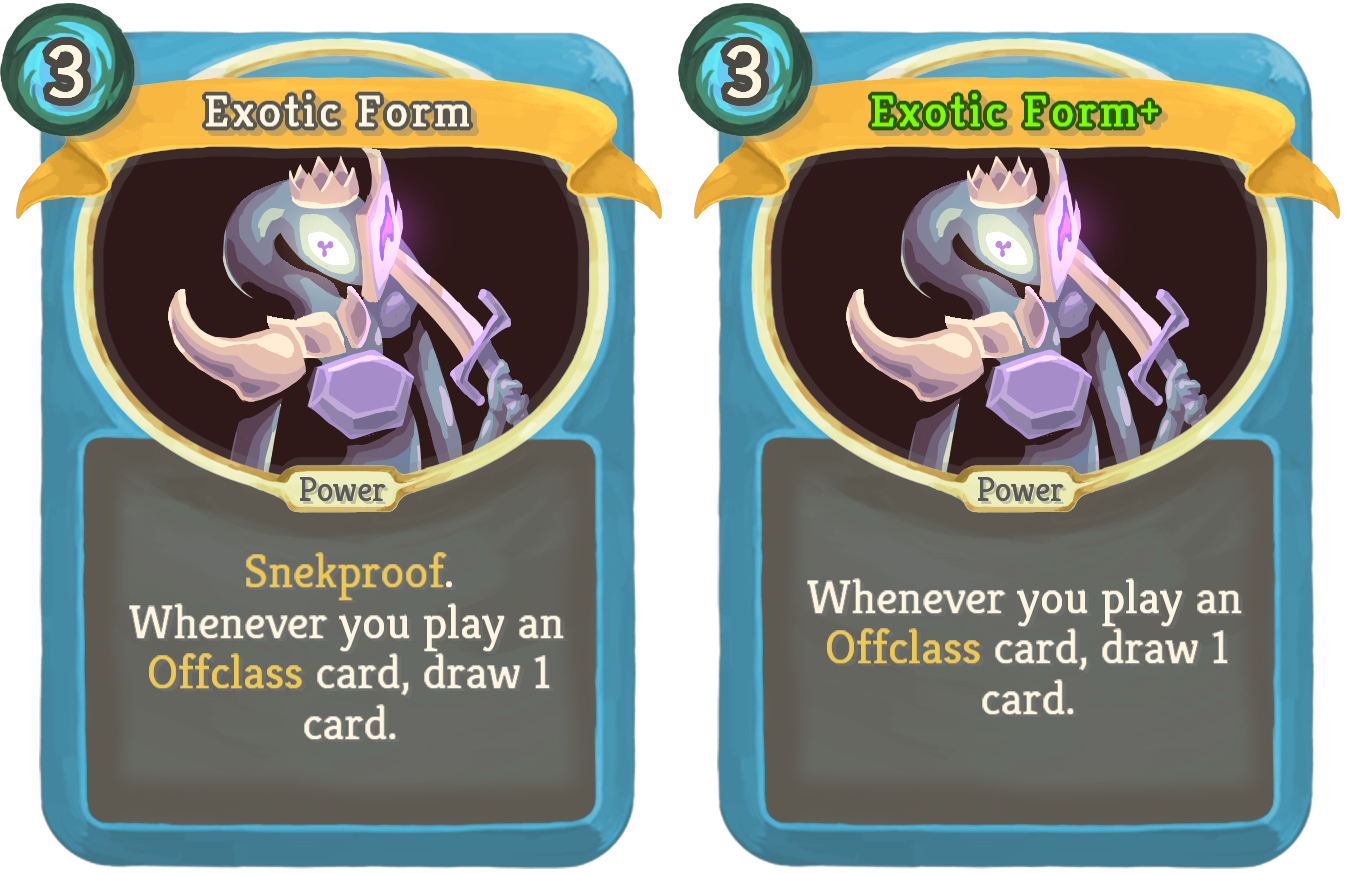 3
Exotic Form
Power
Snekproof.
Whenever you play an
Offclass card, draw 1
card.
3
Exotic Form+
Power
Whenever you play an
Offclass card, draw 1
card.